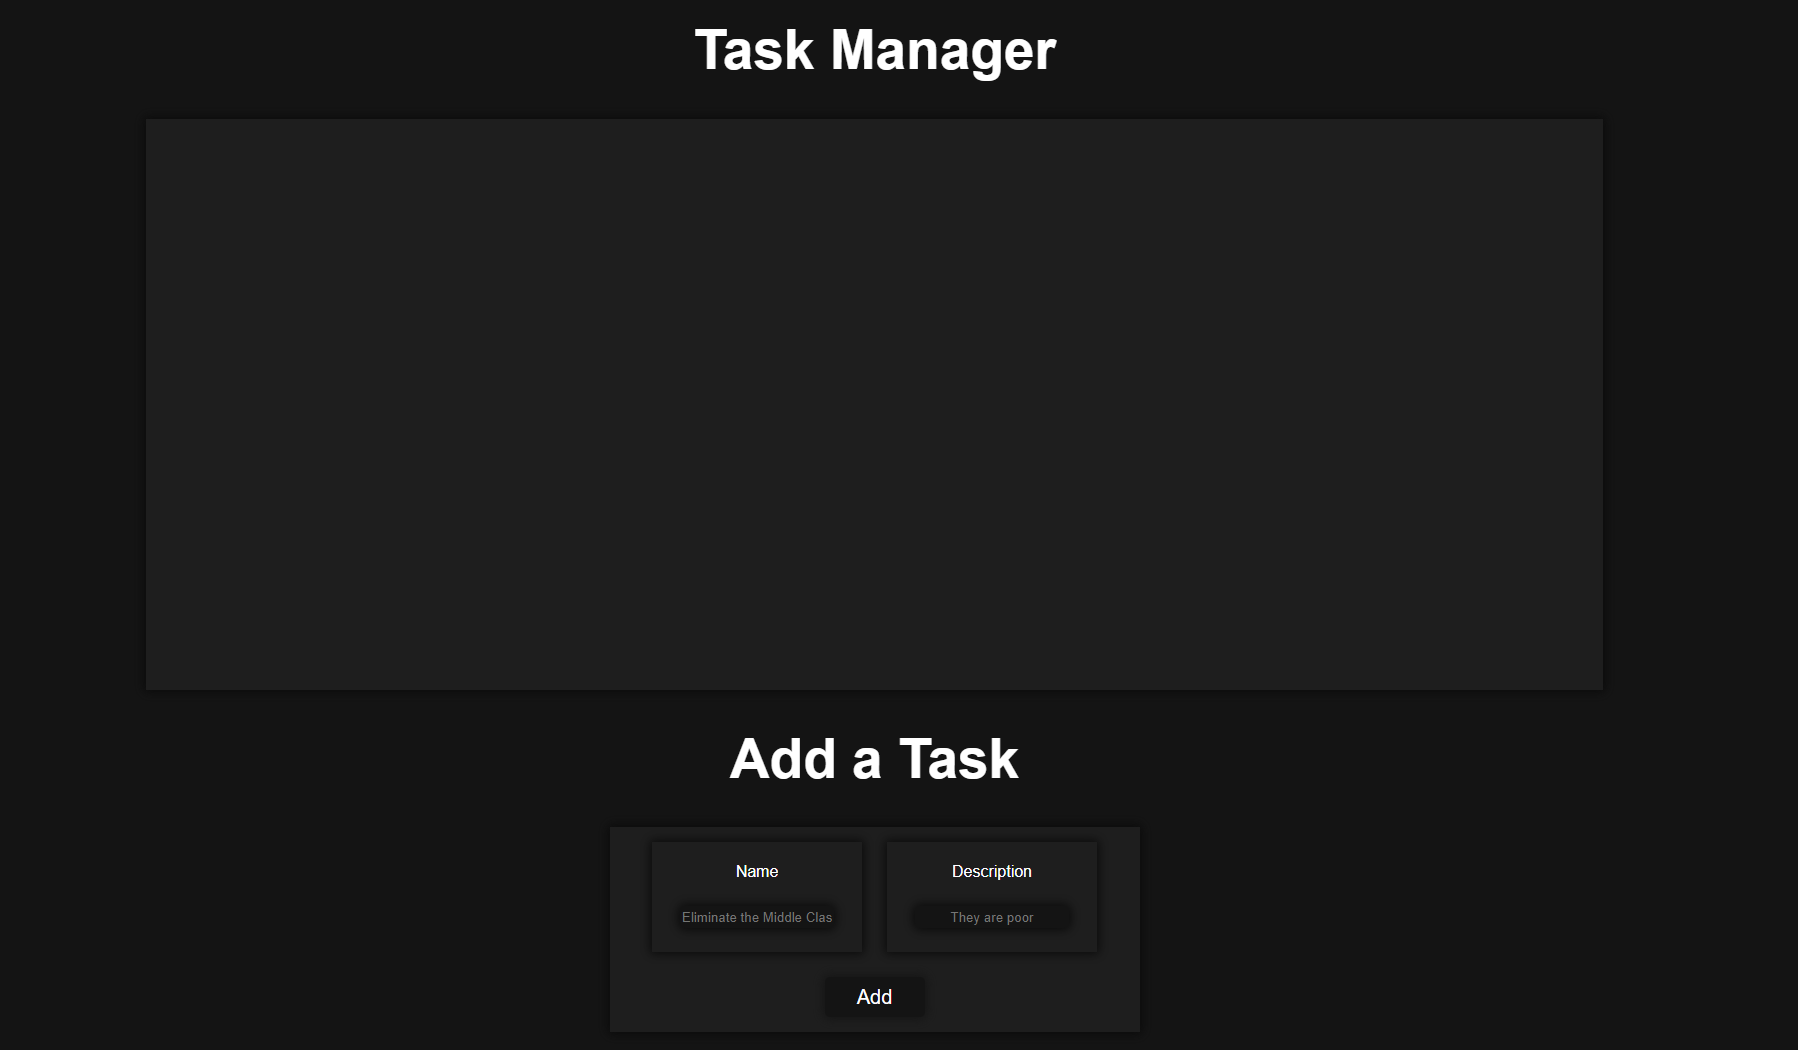 Task Manager
Add a Task
Name
Description
Eliminate the Middle Clas
They are poor
Add